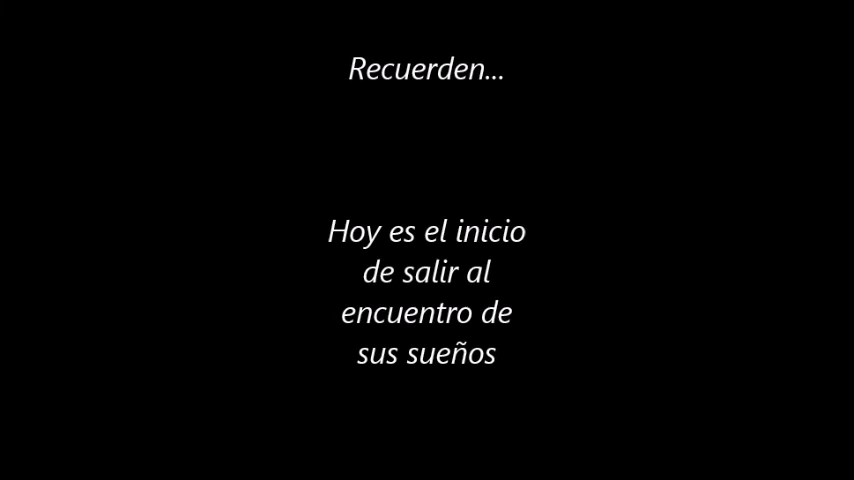 Recuerden...
Hoy es el inicio
de salir al
encuentro de
sus sueños